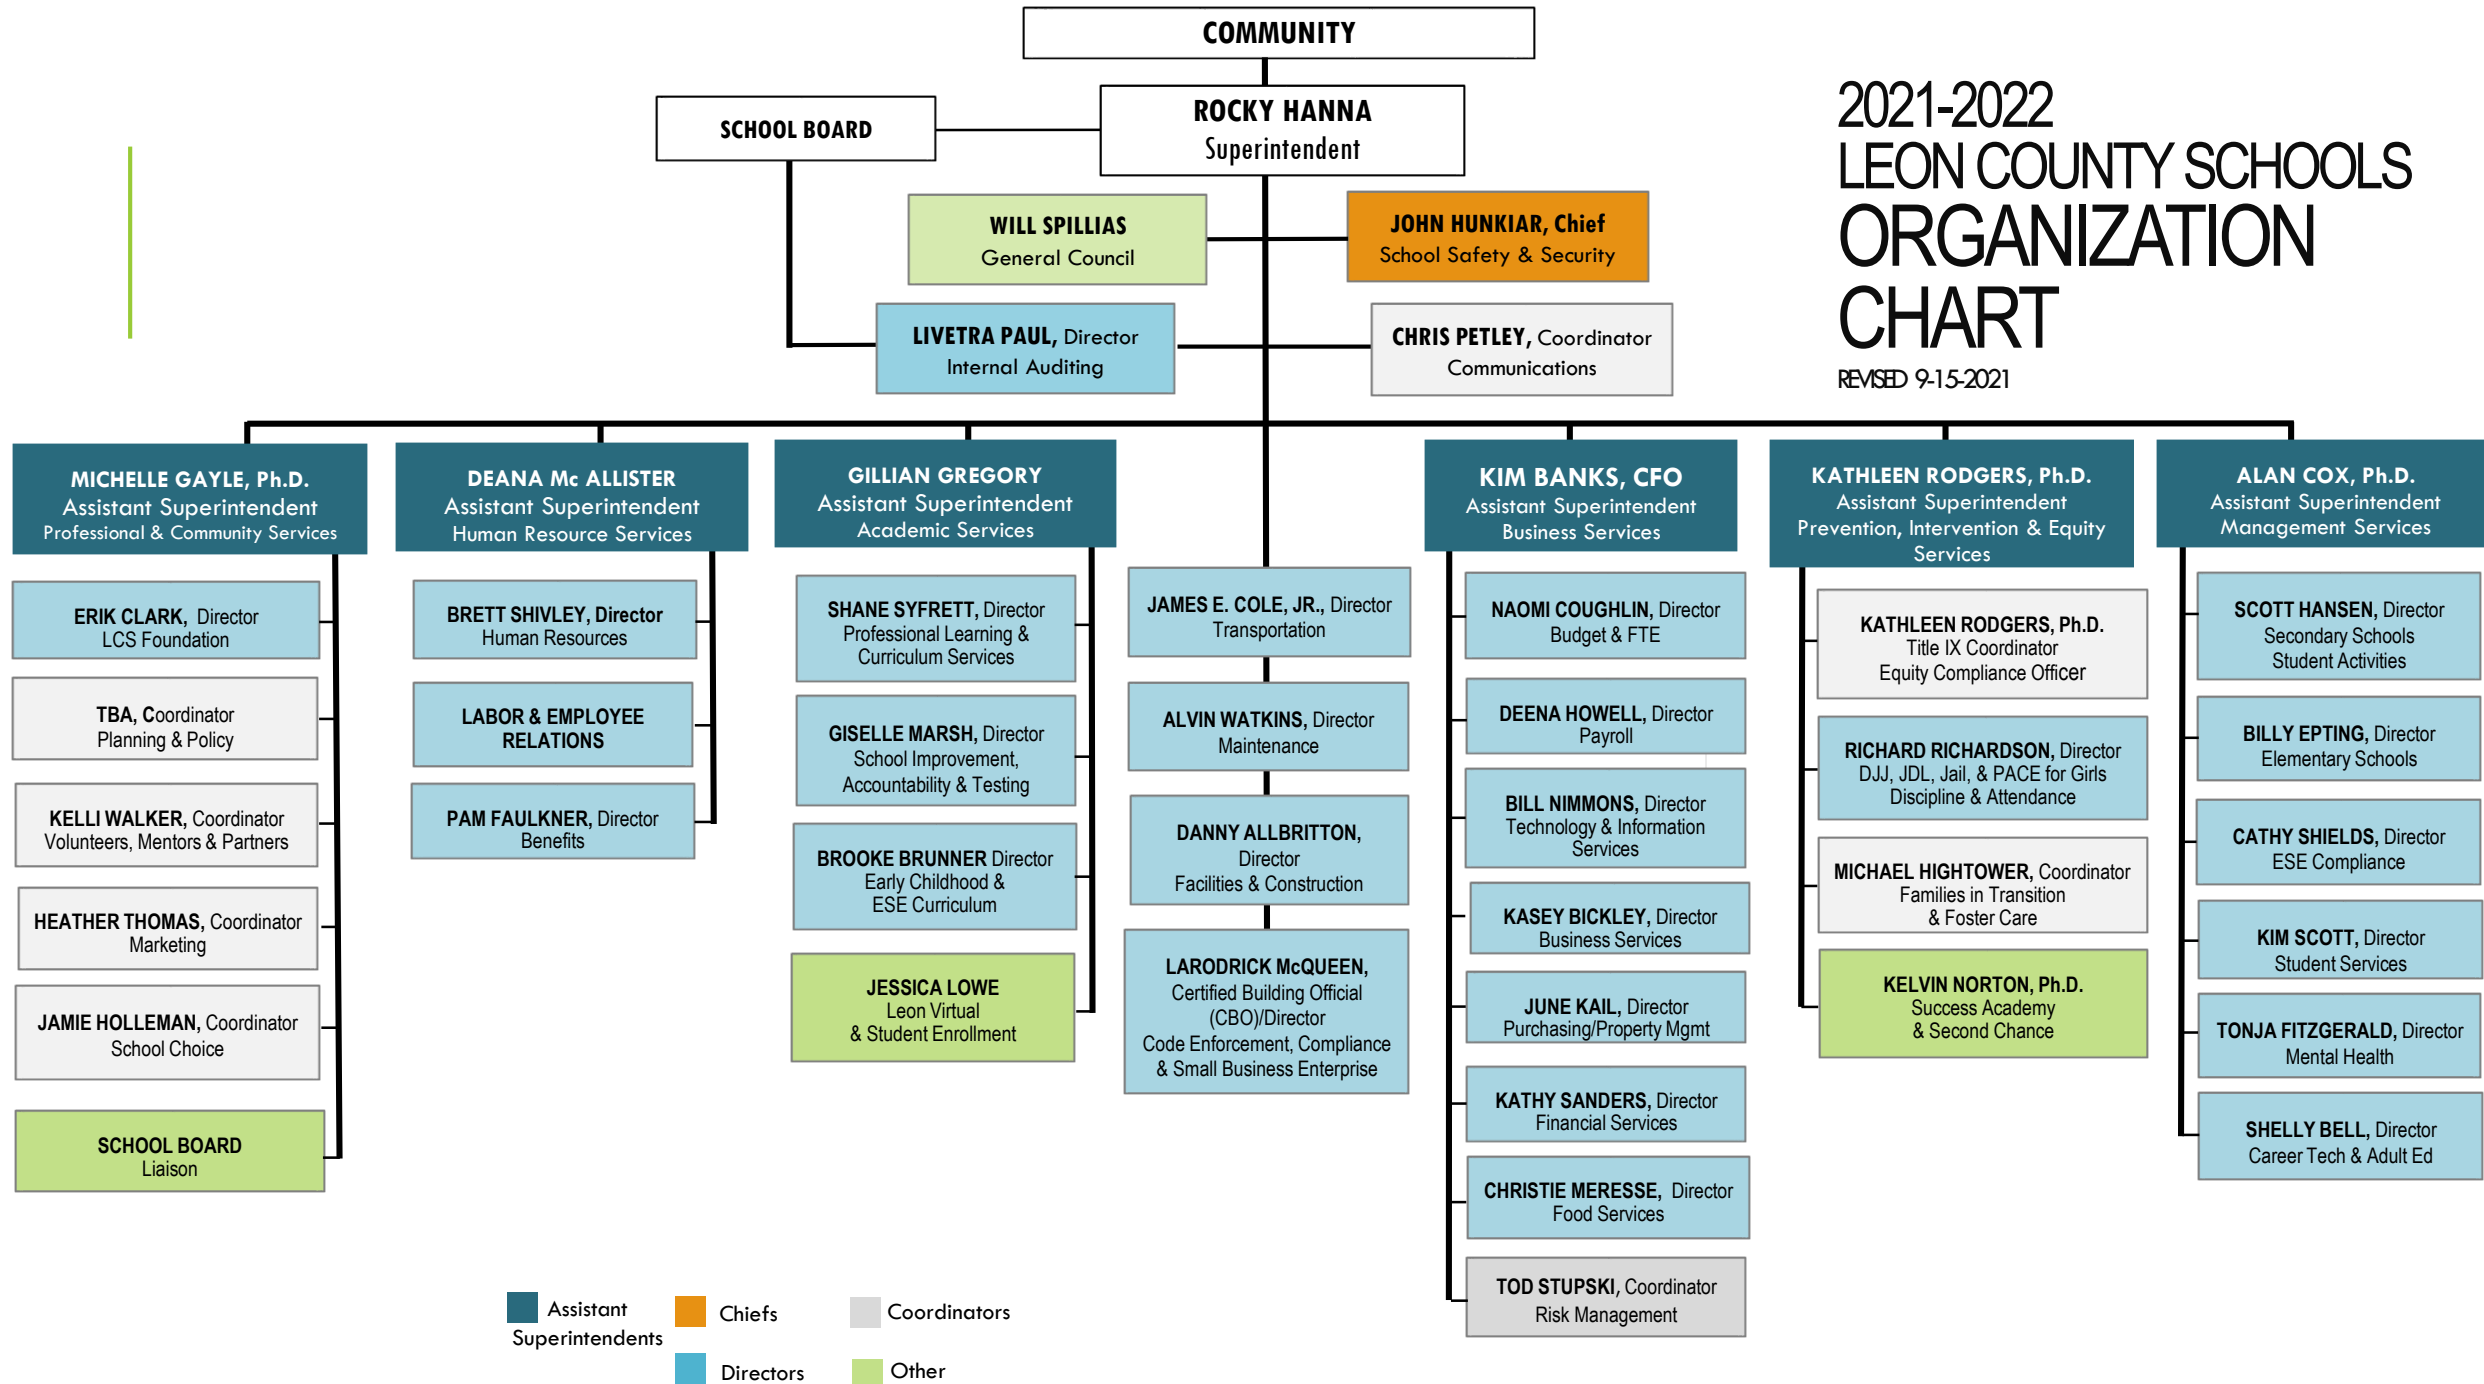 COMMUNITY
SCHOOL BOARD
ROCKY HANNA
Superintendent
2021-2022
LEON COUNTY SCHOOLS
ORGANIZATION
CHART
REVISED 9-15-2021
WILL SPILLIAS
General Council
JOHN HUNKIAR, Chief
School Safety & Security
LIVETRA PAUL, Director
Internal Auditing
CHRIS PETLEY, Coordinator
Communications
MICHELLE GAYLE, Ph.D.
Assistant Superintendent
Professional & Community Services
ERIK CLARK, Director
LCS Foundation
TBA, Coordinator
Planning & Policy
KELLI WALKER, Coordinator
Volunteers, Mentors & Partners
HEATHER THOMAS, Coordinator
Marketing
JAMIE HOLLEMAN, Coordinator
School Choice
SCHOOL BOARD
Liaison
DEANA Mc ALLISTER
Assistant Superintendent
Human Resource Services
BRETT SHIVLEY, Director
Human Resources
LABOR & EMPLOYEE
RELATIONS
PAM FAULKNER, Director
Benefits
GILLIAN GREGORY
Assistant Superintendent
Academic Services
SHANE SYFRETT, Director
Professional Learning &
Curriculum Services
GISELLE MARSH, Director
School Improvement,
Accountability & Testing
BROOKE BRUNNER Director
Early Childhood &
ESE Curriculum
JESSICA LOWE
Leon Virtual
& Student Enrollment
JAMES E. COLE, JR., Director
Transportation
ALVIN WATKINS, Director
Maintenance
DANNY ALLBRITTON,
Director
Facilities & Construction
LARODRICK McQUEEN,
Certified Building Official
(CBO)/Director
Code Enforcement, Compliance
& Small Business Enterprise
KIM BANKS, CFO
Assistant Superintendent
Business Services
NAOMI COUGHLIN, Director
Budget & FTE
DEENA HOWELL, Director
Payroll
BILL NIMMONS, Director
Technology & Information
Services
KASEY BICKLEY, Director
Business Services
JUNE KAIL, Director
Purchasing/Property Mgmt
KATHY SANDERS, Director
Financial Services
CHRISTIE MERESSE, Director
Food Services
TOD STUPSKI, Coordinator
Risk Management
KATHLEEN RODGERS, Ph.D.
Assistant Superintendent
Prevention, Intervention & Equity
Services
KATHLEEN RODGERS, Ph.D.
Title IX Coordinator
Equity Compliance Officer
RICHARD RICHARDSON, Director
DJJ, JDL, Jail, & PACE for Girls
Discipline & Attendance
MICHAEL HIGHTOWER, Coordinator
Families in Transition
& Foster Care
KELVIN NORTON, Ph.D.
Success Academy
& Second Chance
ALAN COX, Ph.D.
Assistant Superintendent
Management Services
SCOTT HANSEN, Director
Secondary Schools
Student Activities
BILLY EPTING, Director
Elementary Schools
CATHY SHIELDS, Director
ESE Compliance
KIM SCOTT, Director
Student Services
TONJA FITZGERALD, Director
Mental Health
SHELLY BELL, Director
Career Tech & Adult Ed
Assistant
Superintendents
Chiefs
Coordinators
Directors
Other